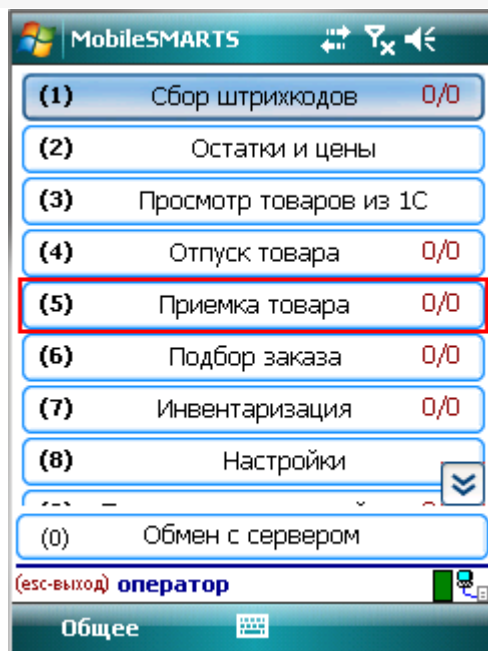 MobileSMARTS
(1) Сбор штрихкодов 0/0
(2) Остатки и цены
(3) Просмотр товаров из 1С
(4) Отпуск товара 0/0
(5) Приемка товара 0/0
(6) Подбор заказа 0/0
(7) Инвентаризация 0/0
(8) Настройки
(0) Обмен с сервером
(esc-выход) оператор
Общее